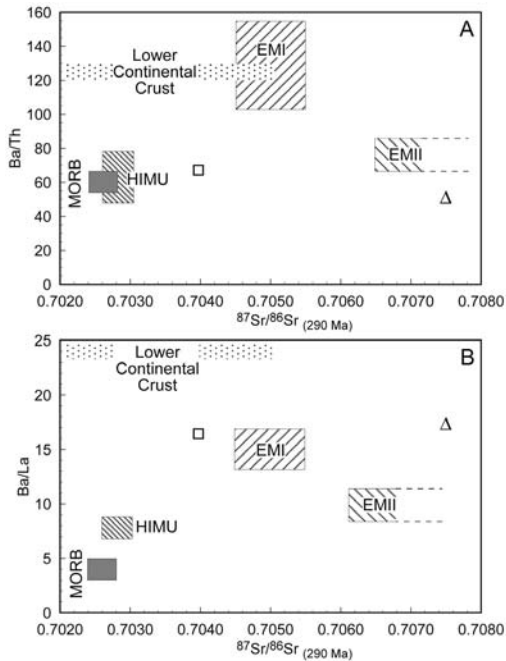 160
140
120
100
80
60
40
20
0
Ba/Th
A
Lower
Continental
Crust
EMI
EMII
MORB
HIMU
Δ
0.7020 0.7030 0.7040 0.7050 0.7060 0.7070 0.7080
87Sr/86Sr (290 Ma)
25
20
15
10
5
0
Ba/La
B
Lower
Continental
Crust
Δ
EMI
EMII
HIMU
MORB
0.7020 0.7030 0.7040 0.7050 0.7060 0.7070 0.7080
87Sr/86Sr (290 Ma)